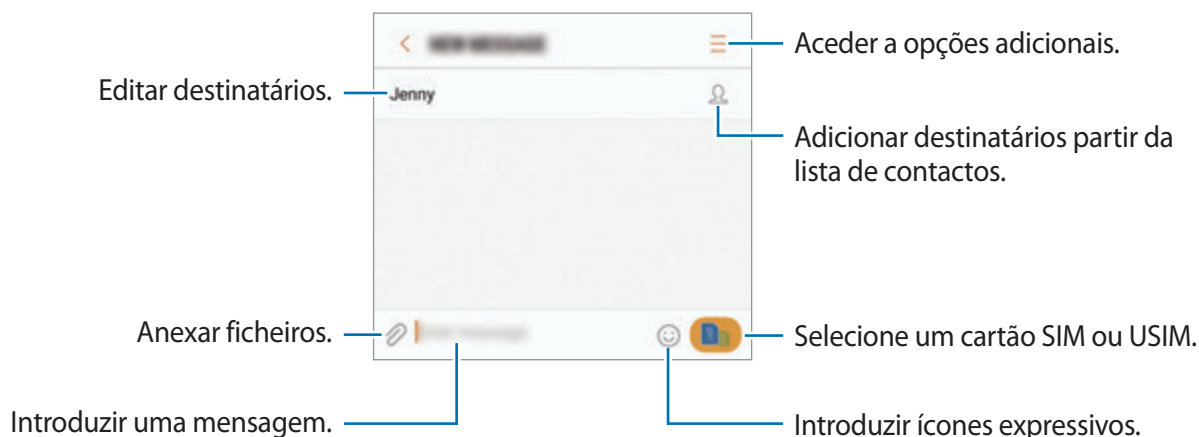 Aceder a opções adicionais.
Editar destinatários.
Jenny
Adicionar destinatários partir da
lista de contactos.
Anexar ficheiros.
Selecione um cartão SIM ou USIM.
Introduzir uma mensagem.
Introduzir ícones expressivos.